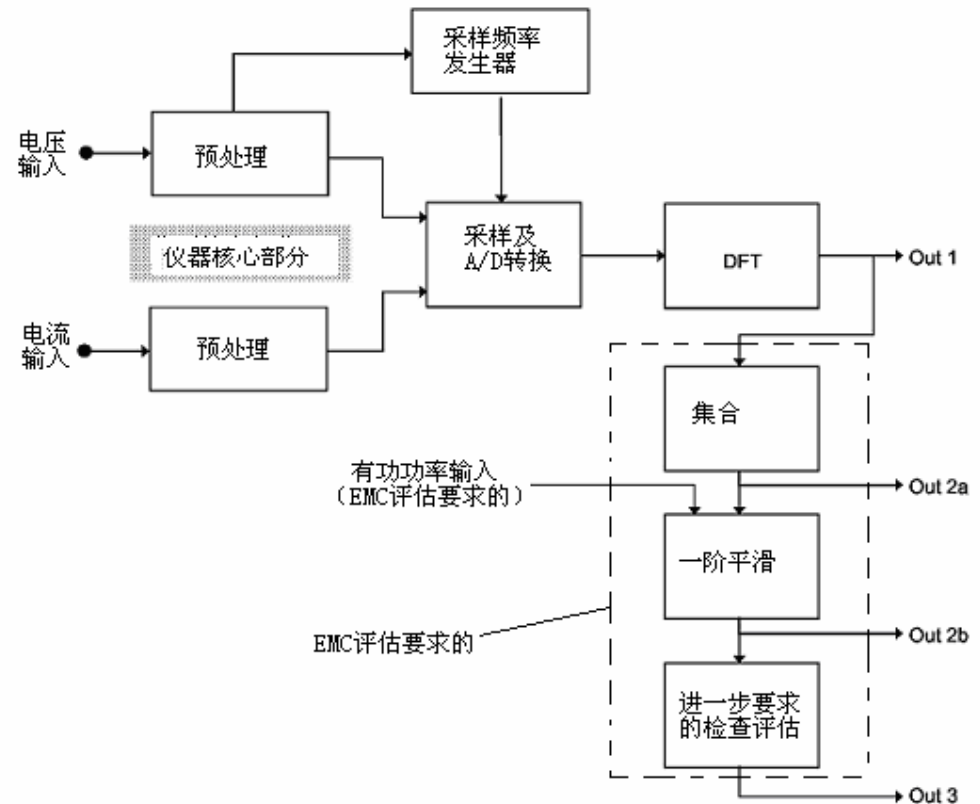 采样频率
发生器
电压
输入
预处理
仪器核心部分
采样及
A/D转换
DFT
Out 1
电流
输入
预处理
集合
有功功率输入
（EMC评估要求的）
Out 2a
一阶平滑
EMC评估要求的
Out 2b
进一步要求
的检查评估
Out 3